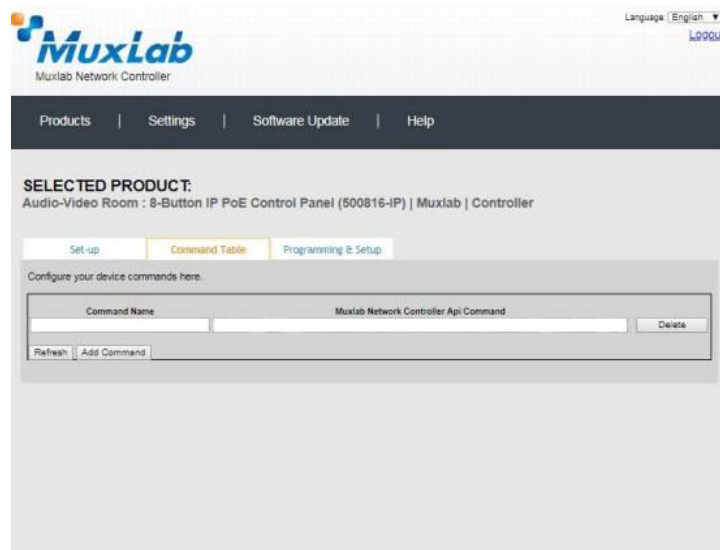 Language: English
Logou
MuxLab
Muxlab Network Controller
Products | Settings | Software Update | Help
SELECTED PRODUCT:
Audio-Video Room : 8-Button IP PoE Control Panel (500816-IP) | Muxlab | Controller
Set-up Command Table Programming & Setup
Configure your device commands here.
Command Name Muxlab Network Controller Api Command
Delete
Refresh Add Command